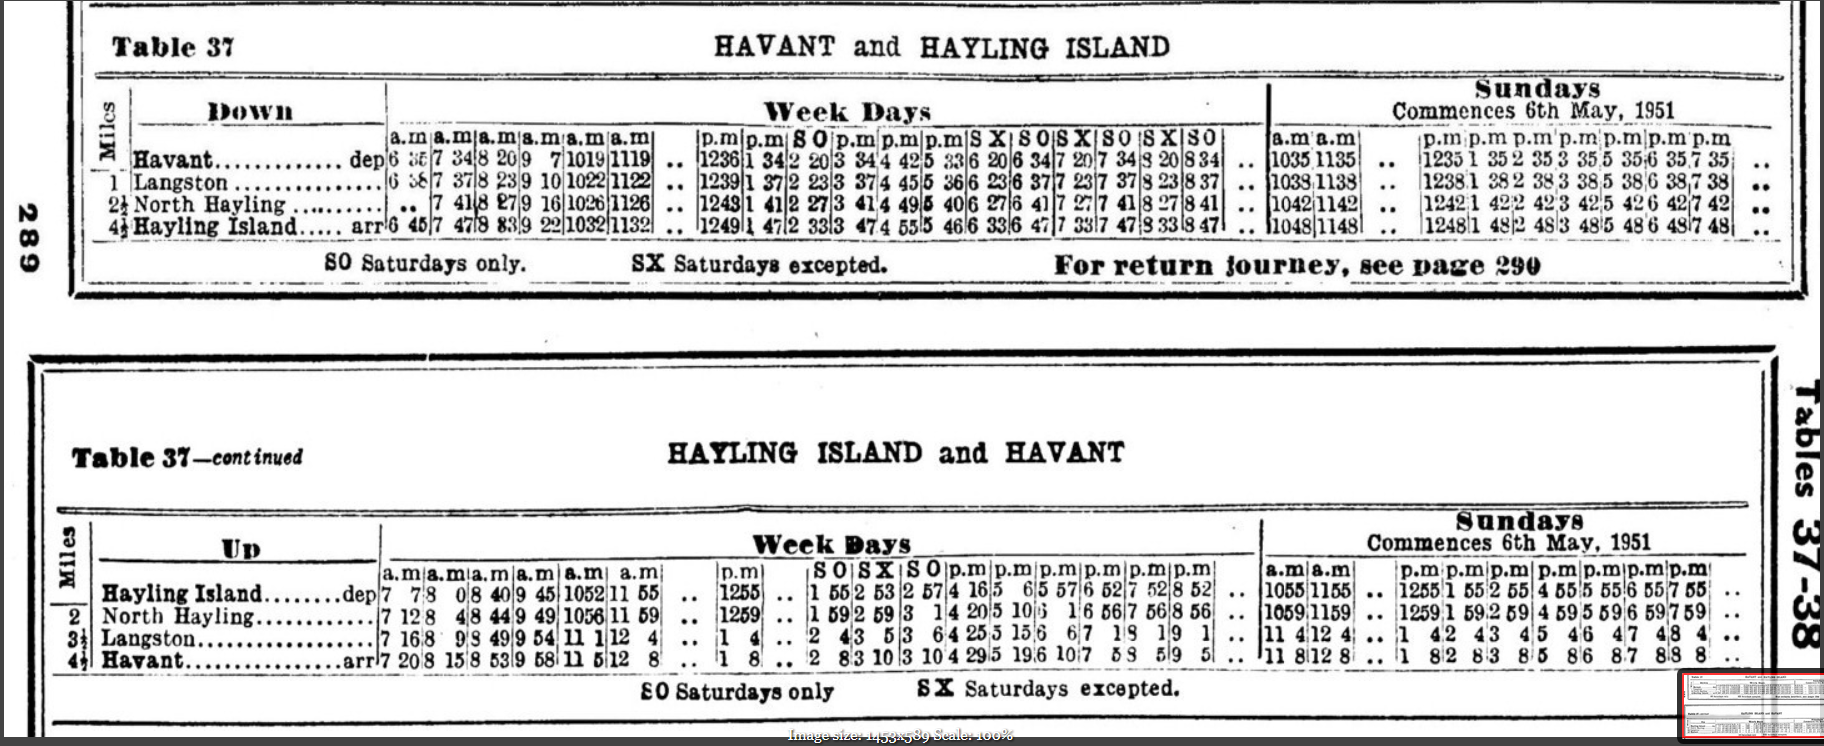 Table 37 HAVANT and HAYLING ISLAND
Miles Down Week Days Sundays
Commences 6th May, 1951
a.m a.m a.m a.m a.m a.m p.m p.m S O p.m p.m p.m S X S O S X S O S X S O a.m a.m p.m p.m p.m p.m p.m p.m p.m
Havant............. dep 6 35 7 34 8 20 9 7 1019 1119 .. 1236 1 34 2 20 3 34 4 42 5 33 6 20 6 34 7 20 7 34 8 20 8 34 .. 1035 1135 .. 1235 1 35 2 35 3 35 5 35 6 35 7 35 ..
1 Langston ............... 6 38 7 37 8 23 9 10 1022 1122 .. 1239 1 37 2 23 3 37 4 45 5 36 6 23 6 37 7 23 7 37 8 23 8 37 .. 1038 1138 .. 1238 1 38 2 38 3 38 5 38 6 38 7 38 ..
2½ North Hayling .......... .. 7 41 8 27 9 16 1026 1126 .. 1243 1 41 2 27 3 41 4 49 5 40 6 27 6 41 7 27 7 41 8 27 8 41 .. 1042 1142 .. 1242 1 42 2 42 3 42 5 42 6 42 7 42 ..
4½ Hayling Island..... arr 6 45 7 47 8 33 9 22 1032 1132 .. 1249 1 47 2 33 3 47 4 55 5 46 6 33 6 47 7 33 7 47 8 33 8 47 .. 1048 1148 .. 1248 1 48 2 48 3 48 5 48 6 48 7 48 ..
SO Saturdays only. SX Saturdays excepted. For return journey, see page 290
289
Table 37—continued HAYLING ISLAND and HAVANT
Miles Up Week Days Sundays
Commences 6th May, 1951
a.m a.m a.m a.m a.m a.m p.m S O S X S O p.m p.m p.m p.m p.m p.m a.m a.m p.m p.m p.m p.m p.m p.m p.m
Hayling Island........dep 7 7 8 0 8 40 9 45 1052 11 55 .. 1255 .. 1 55 2 53 2 57 4 16 5 6 5 57 6 52 7 52 8 52 .. 1055 1155 .. 1255 1 55 2 55 4 55 5 55 6 55 7 55 ..
2 North Hayling............ 7 12 8 4 8 44 9 49 1056 11 59 .. 1259 .. 1 59 2 59 3 1 4 20 5 10 6 1 6 56 7 56 8 56 .. 1059 1159 .. 1259 1 59 2 59 4 59 5 59 6 59 7 59 ..
3½ Langston................ 7 16 8 9 8 49 9 54 11 1 12 4 .. 1 4 .. 2 4 3 5 3 6 4 25 5 15 6 6 7 1 8 1 9 1 .. 11 4 12 4 .. 1 4 2 4 3 4 5 4 6 4 7 4 8 4 ..
4½ Havant................arr 7 20 8 15 8 53 9 58 11 5 12 8 .. 1 8 .. 2 8 3 10 3 10 4 29 5 19 6 10 7 5 8 5 9 5 .. 11 8 12 8 .. 1 8 2 8 3 8 5 8 6 8 7 8 8 8 ..
SO Saturdays only SX Saturdays excepted.
Tables 37-38
Image size: 1453x589 Scale: 100%